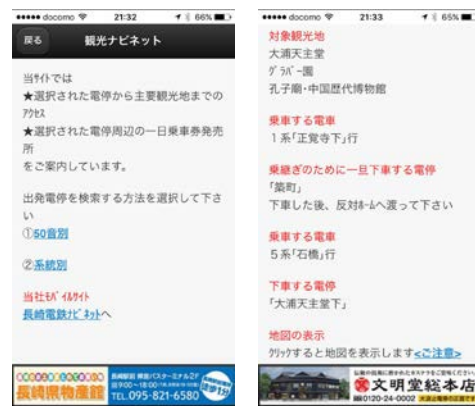 docomo 21:32 66%
戻る 観光ナビネット
当ｻｲﾄでは
★選択された電停から主要観光地までの
ｱｸｾｽ
★選択された電停周辺の一日乗車券発売
所
をご案内しています。
出発電停を検索する方法を選択して下さ
い
①50音別
②系統別
当社ﾓﾊﾞｲﾙｻｲﾄ
長崎電鉄ﾅﾋﾞﾈｯﾄへ
長崎県物産館
TEL.095-821-6580
docomo 21:33 65%
対象観光地
大浦天主堂
ｸﾞﾗﾊﾞｰ園
孔子廟･中国歴代博物館
乗車する電車
１系｢正覚寺下｣行
乗継ぎのために一旦下車する電停
｢築町｣
下車した後、反対ﾎｰﾑへ渡って下さい
乗車する電車
５系｢石橋｣行
下車する電停
｢大浦天主堂下｣
地図の表示
ｸﾘｯｸすると地図を表示します<ご注意>
文明堂総本店
0120-24-0002